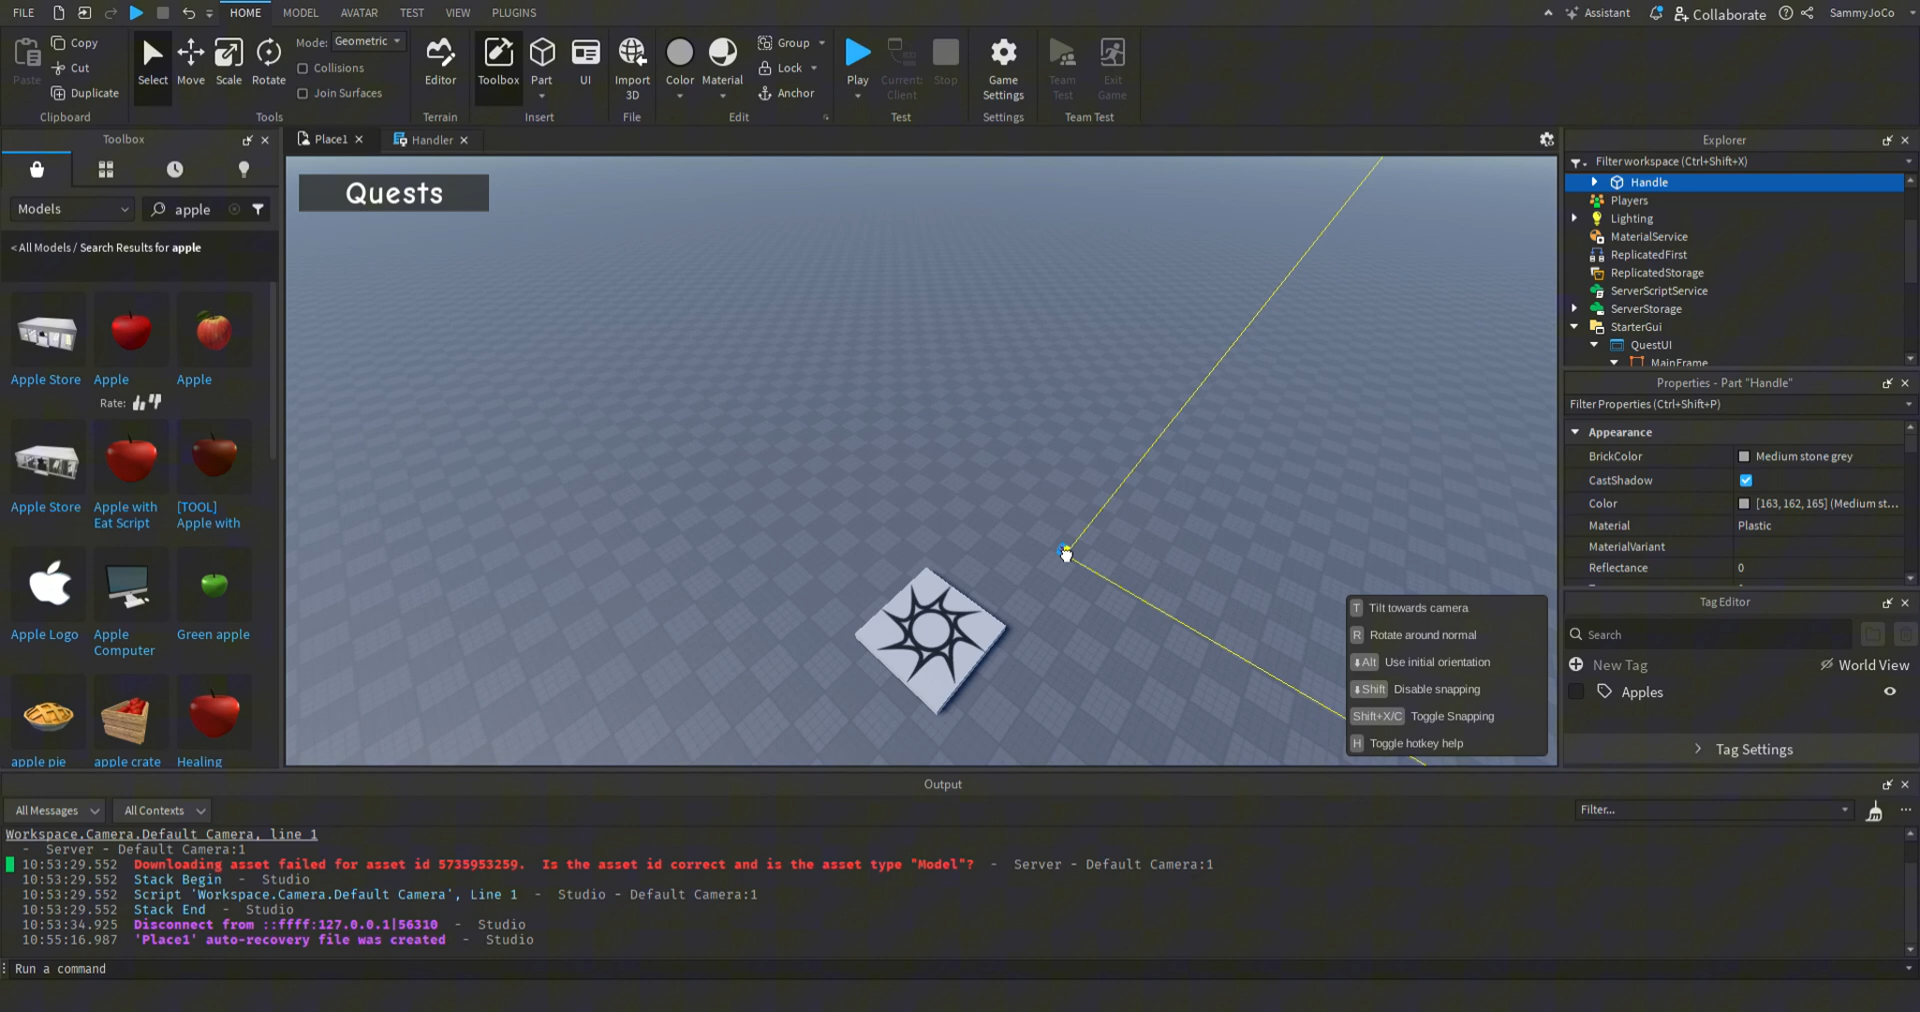 FILE
HOME
MODEL
AVATAR
TEST
VIEW
PLUGINS
Assistant
Collaborate
SammyJoCo
Paste
Copy
Cut
Duplicate
Clipboard
Select
Move
Scale
Rotate
Mode: Geometric
Collisions
Join Surfaces
Tools
Editor
Terrain
Toolbox
Part
UI
Insert
Import
3D
File
Color
Material
Group
Lock
Anchor
Edit
Play
Current:
Client
Stop
Test
Game
Settings
Settings
Team
Test
Exit
Game
Team Test
Toolbox
Place1
Handler
Models
apple
< All Models / Search Results for apple
Apple Store
Apple
Apple
Rate:
Apple Store
Apple with
Eat Script
[TOOL]
Apple with
Apple Logo
Apple
Computer
Green apple
apple pie
apple crate
Healing
Quests
T Tilt towards camera
R Rotate around normal
Alt Use initial orientation
Shift Disable snapping
Shift+X/C Toggle Snapping
H Toggle hotkey help
Explorer
Filter workspace (Ctrl+Shift+X)
Handle
Players
Lighting
MaterialService
ReplicatedFirst
ReplicatedStorage
ServerScriptService
ServerStorage
StarterGui
QuestUI
MainFrame
Properties - Part "Handle"
Filter Properties (Ctrl+Shift+P)
Appearance
BrickColor Medium stone grey
CastShadow
Color [163, 162, 165] (Medium st...
Material Plastic
MaterialVariant
Reflectance 0
Tag Editor
Search
New Tag
World View
Apples
Tag Settings
Output
All Messages
All Contexts
Filter...
Workspace.Camera.Default Camera, line 1
- Server - Default Camera:1
10:53:29.552 Downloading asset failed for asset id 5735953259. Is the asset id correct and is the asset type "Model"? - Server - Default Camera:1
10:53:29.552 Stack Begin - Studio
10:53:29.552 Script 'Workspace.Camera.Default Camera', Line 1 - Studio - Default Camera:1
10:53:29.552 Stack End - Studio
10:53:34.925 Disconnect from ::ffff:127.0.0.1|56310 - Studio
10:55:16.987 'Place1' auto-recovery file was created - Studio
Run a command